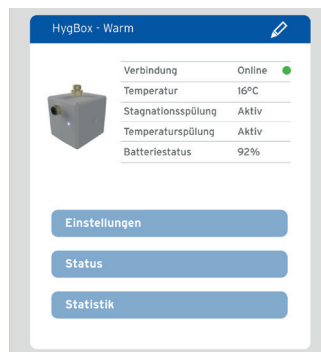 HygBox - Warm
Verbindung Online
Temperatur 16°C
Stagnationsspülung Aktiv
Temperaturspülung Aktiv
Batteriestatus 92%
Einstellungen
Status
Statistik